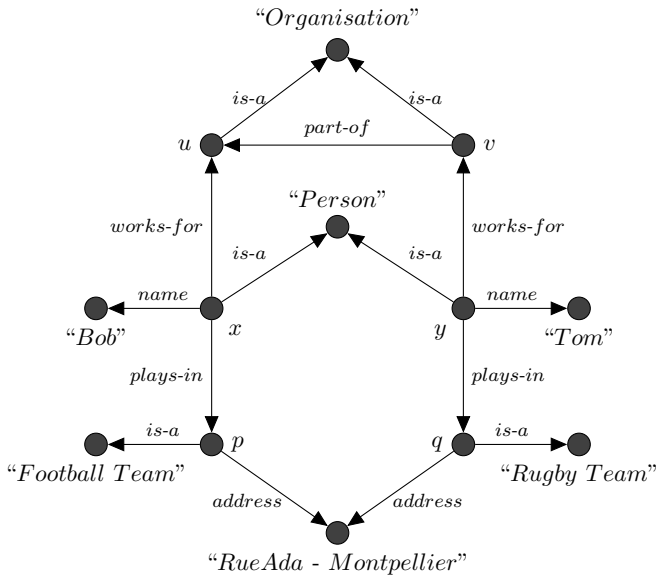 “Organisation”
is-a
is-a
part-of
u
v
“Person”
works-for
works-for
is-a
is-a
name
name
“Bob”
x
y
“Tom”
plays-in
plays-in
is-a
p
q
is-a
“Football Team”
“Rugby Team”
address
address
“RueAda - Montpellier”